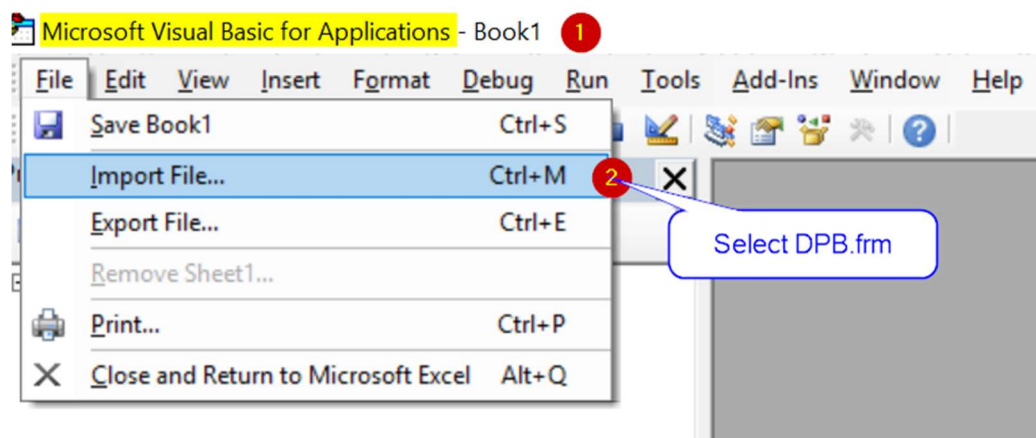 Microsoft Visual Basic for Applications - Book1 1
File Edit View Insert Format Debug Run Tools Add-Ins Window Help
Save Book1 Ctrl+S
Import File... Ctrl+M 2
Select DPB.frm
Export File... Ctrl+E
Remove Sheet1...
Print... Ctrl+P
Close and Return to Microsoft Excel Alt+Q